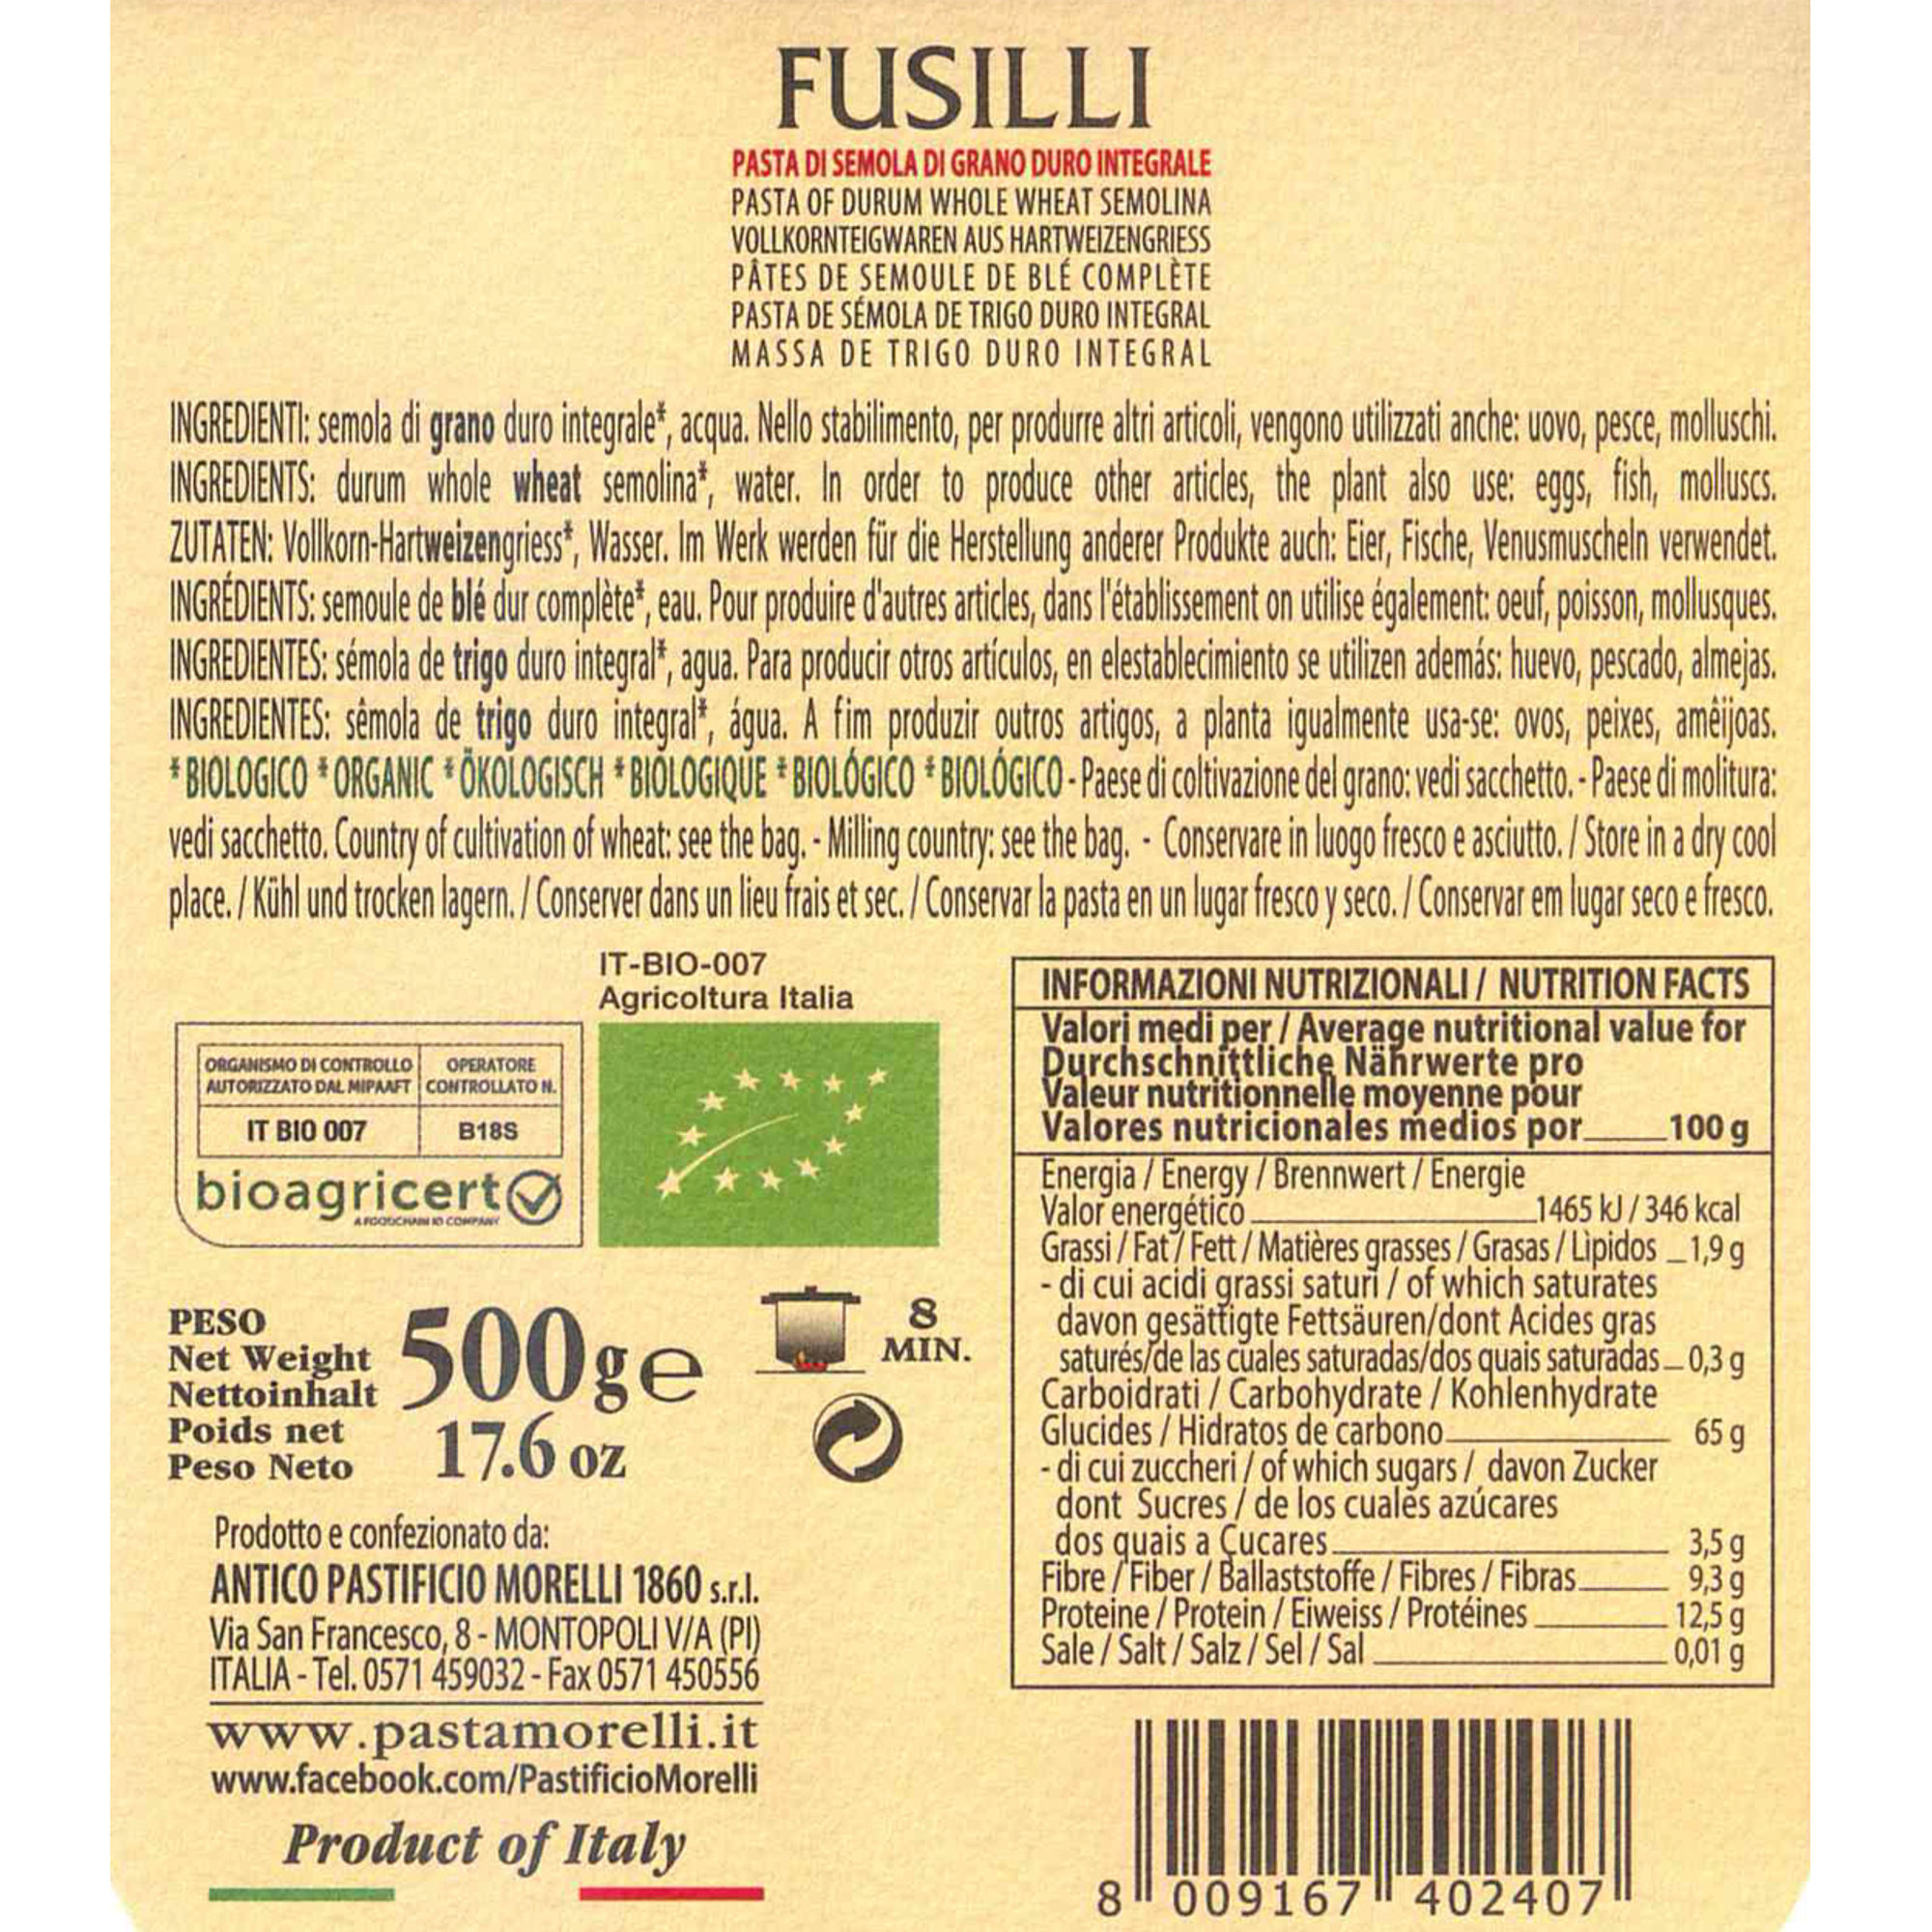 FUSILLI
PASTA DI SEMOLA DI GRANO DURO INTEGRALE
PASTA OF DURUM WHOLE WHEAT SEMOLINA
VOLLKORNTEIGWAREN AUS HARTWEIZENGRIESS
PÂTES DE SEMOULE DE BLÉ COMPLÈTE
PASTA DE SÉMOLA DE TRIGO DURO INTEGRAL
MASSA DE TRIGO DURO INTEGRAL
INGREDIENTI: semola di grano duro integrale*, acqua. Nello stabilimento, per produrre altri articoli, vengono utilizzati anche: uovo, pesce, molluschi.
INGREDIENTS: durum whole wheat semolina*, water. In order to produce other articles, the plant also use: eggs, fish, molluscs.
ZUTATEN: Vollkorn-Hartweizengriess*, Wasser. Im Werk werden für die Herstellung anderer Produkte auch: Eier, Fische, Venusmuscheln verwendet.
INGRÉDIENTS: semoule de blé dur complète*, eau. Pour produire d'autres articles, dans l'établissement on utilise également: oeuf, poisson, mollusques.
INGREDIENTES: sémola de trigo duro integral*, agua. Para producir otros artículos, en elestablecimiento se utilizen además: huevo, pescado, almejas.
INGREDIENTES: sêmola de trigo duro integral*, água. A fim produzir outros artigos, a planta igualmente usa-se: ovos, peixes, amêijoas.
*BIOLOGICO *ORGANIC *ÖKOLOGISCH *BIOLOGIQUE *BIOLÓGICO *BIOLÓGICO - Paese di coltivazione del grano: vedi sacchetto. - Paese di molitura:
vedi sacchetto. Country of cultivation of wheat: see the bag. - Milling country: see the bag. - Conservare in luogo fresco e asciutto. / Store in a dry cool
place. / Kühl und trocken lagern. / Conserver dans un lieu frais et sec. / Conservar la pasta en un lugar fresco y seco. / Conservar em lugar seco e fresco.
IT-BIO-007
Agricoltura Italia
ORGANISMO DI CONTROLLO
AUTORIZZATO DAL MIPAAFT
OPERATORE
CONTROLLATO N.
IT BIO 007
B18S
bioagricert
A FOODCHAIN ID COMPANY
PESO
Net Weight
Nettoinhalt
Poids net
Peso Neto
500g e
17.6 oz
8
MIN.
Prodotto e confezionato da:
ANTICO PASTIFICIO MORELLI 1860 s.r.l.
Via San Francesco, 8 - MONTOPOLI V/A (PI)
ITALIA - Tel. 0571 459032 - Fax 0571 450556
www.pastamorelli.it
www.facebook.com/PastificioMorelli
Product of Italy
INFORMAZIONI NUTRIZIONALI / NUTRITION FACTS
Valori medi per / Average nutritional value for
Durchschnittliche Nährwerte pro
Valeur nutritionnelle moyenne pour
Valores nutricionales medios por 100 g
Energia / Energy / Brennwert / Energie
Valor energético 1465 kJ / 346 kcal
Grassi / Fat / Fett / Matières grasses / Grasas / Lìpidos 1,9 g
- di cui acidi grassi saturi / of which saturates
davon gesättigte Fettsäuren/dont Acides gras
saturés/de las cuales saturadas/dos quais saturadas 0,3 g
Carboidrati / Carbohydrate / Kohlenhydrate
Glucides / Hidratos de carbono 65 g
- di cui zuccheri / of which sugars / davon Zucker
dont Sucres / de los cuales azúcares
dos quais a Çucares 3,5 g
Fibre / Fiber / Ballaststoffe / Fibres / Fibras 9,3 g
Proteine / Protein / Eiweiss / Protéines 12,5 g
Sale / Salt / Salz / Sel / Sal 0,01 g
8 009167 402407